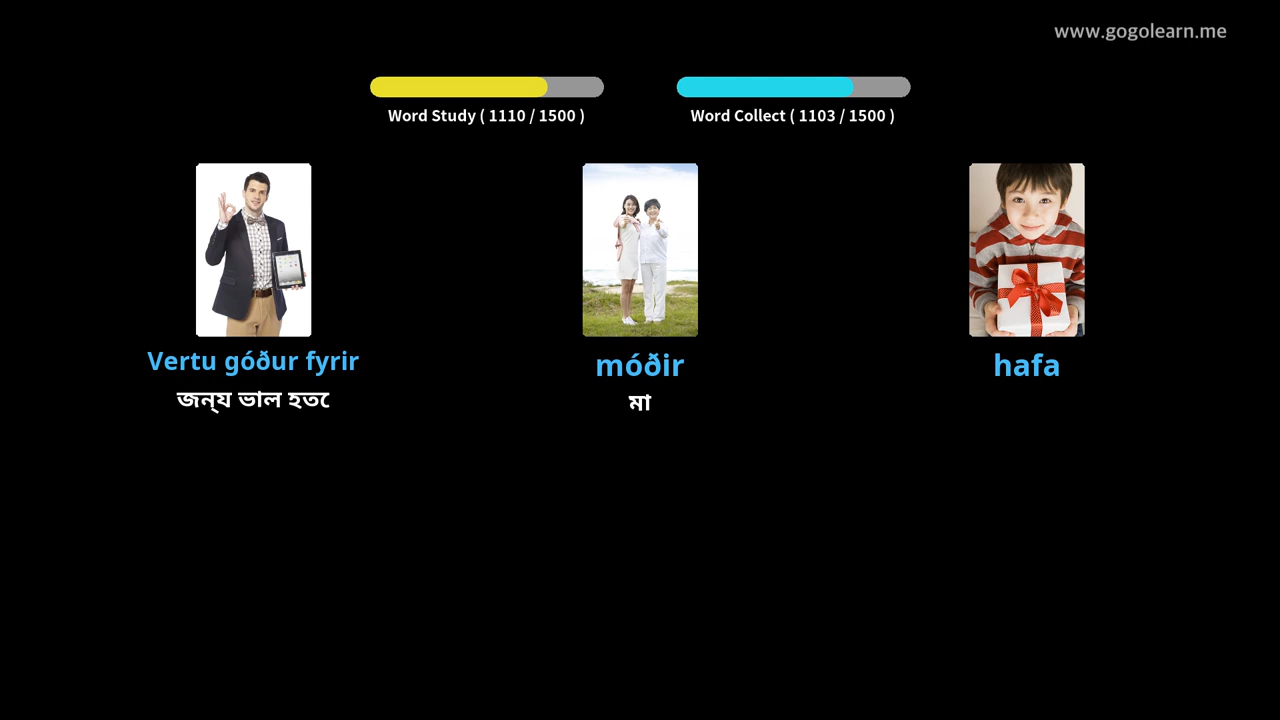 www.gogolearn.me
Word Study ( 1110 / 1500 )
Word Collect ( 1103 / 1500 )
Vertu góður fyrir
জন্য ভাল হতে
móðir
মা
hafa